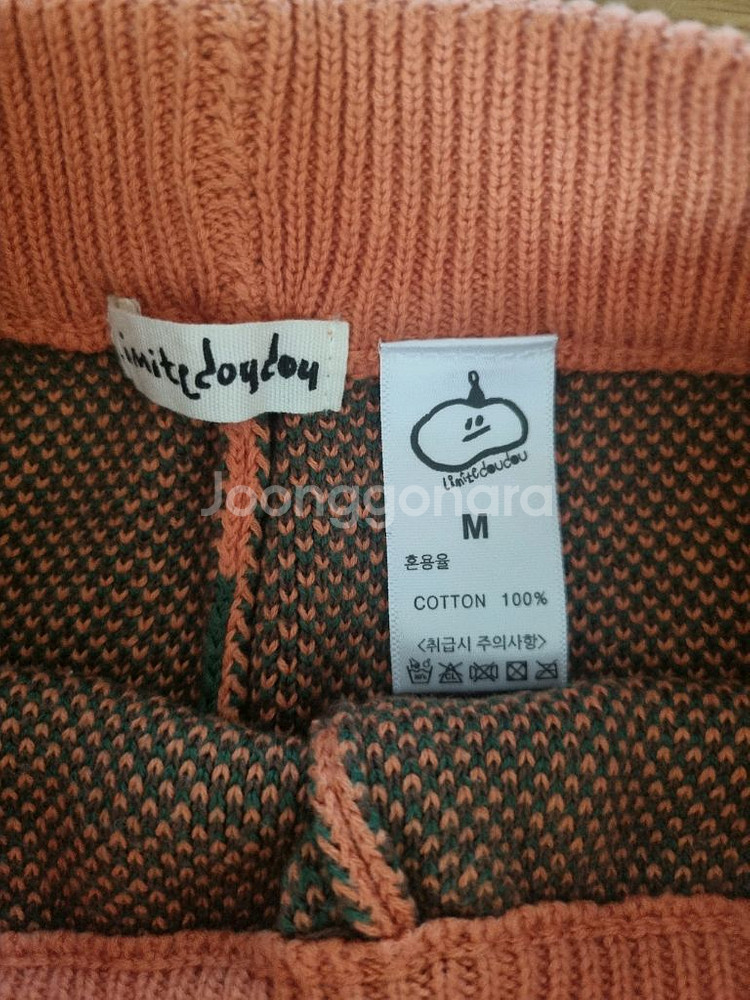 limitedoudou
limitedoudou
Joonggonara
M
혼용율
COTTON 100%
<취급시 주의사항>